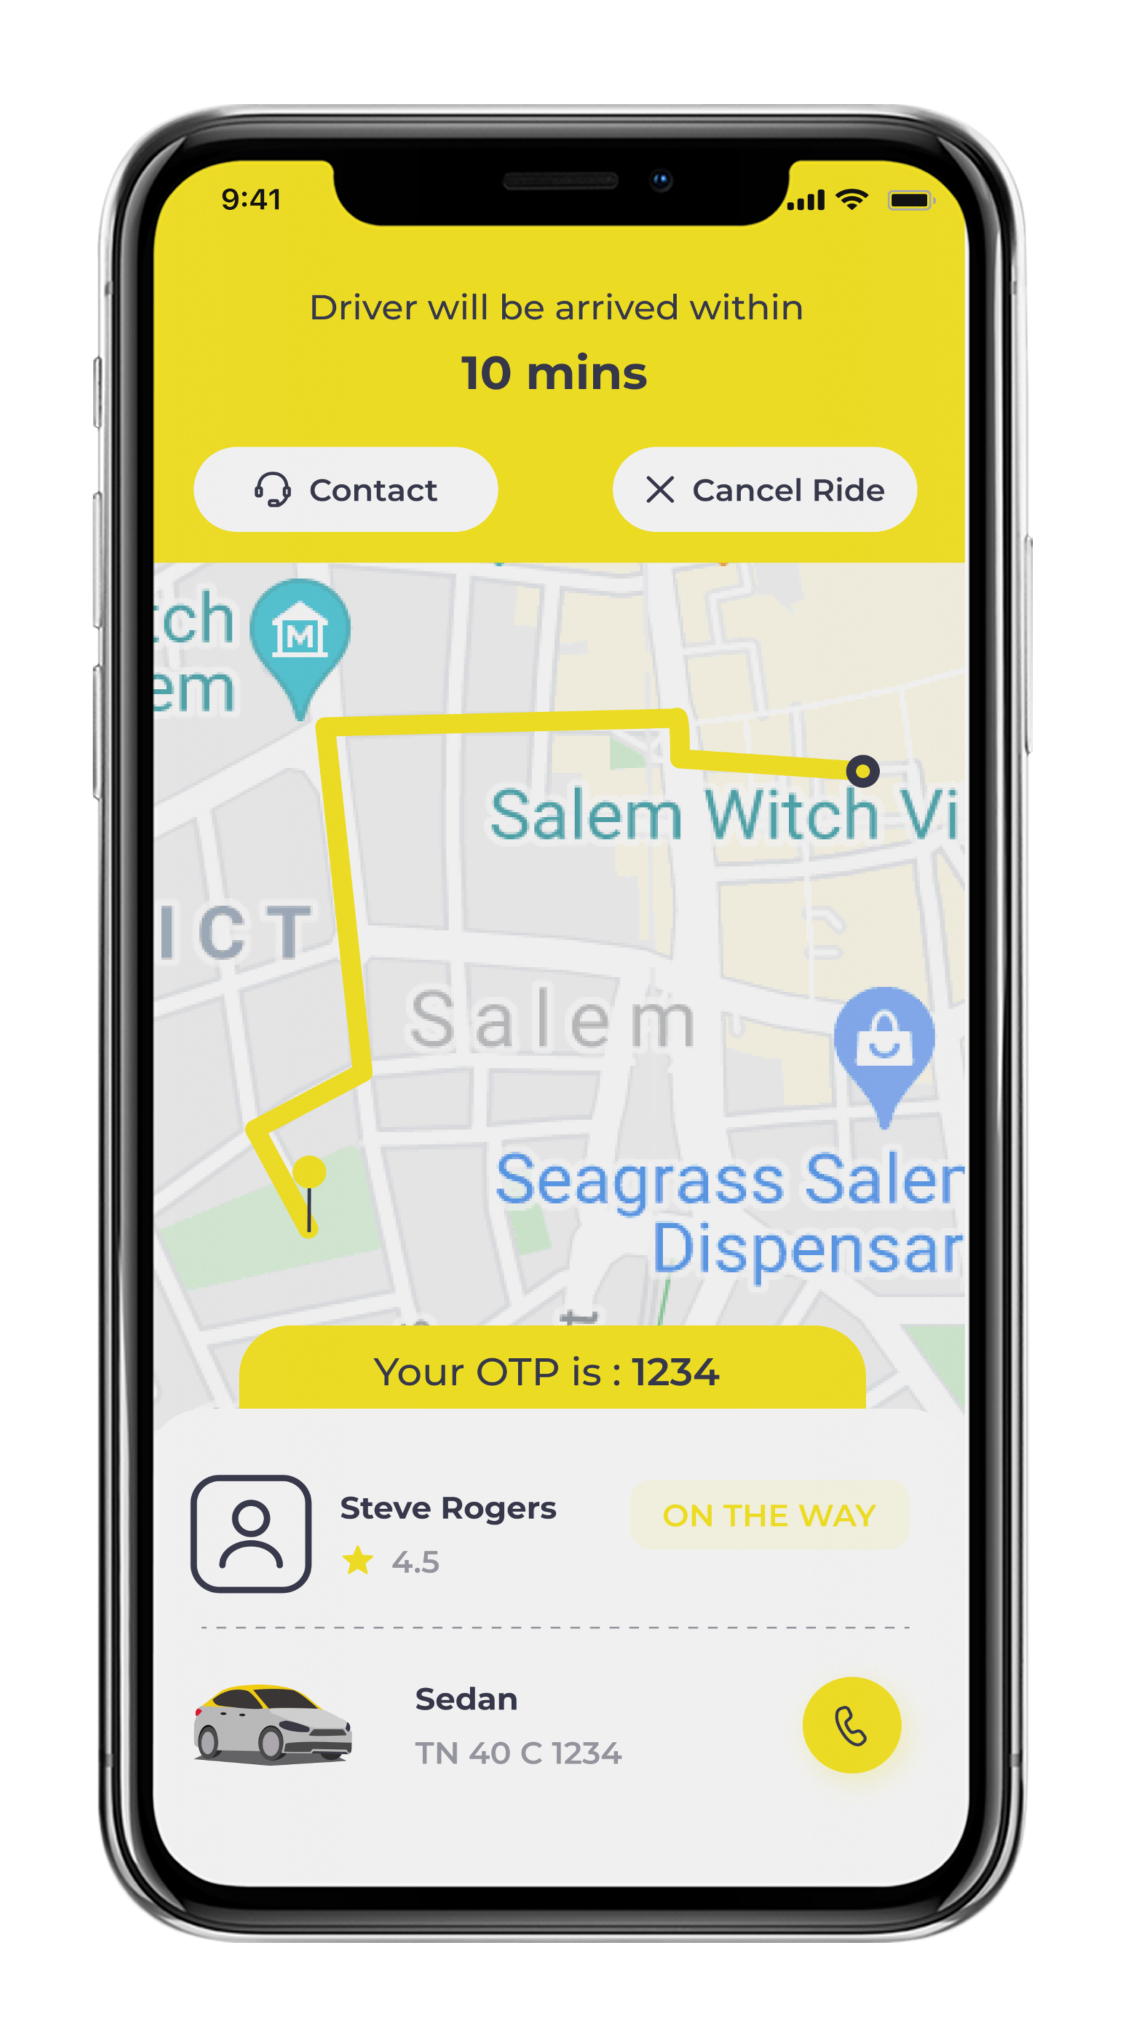 9:41
Driver will be arrived within
10 mins
Contact
Cancel Ride
tch
em
M
Salem Witch Vi
ICT
Salem
Seagrass Salem
Dispensar
Your OTP is : 1234
Steve Rogers
ON THE WAY
4.5
Sedan
TN 40 C 1234